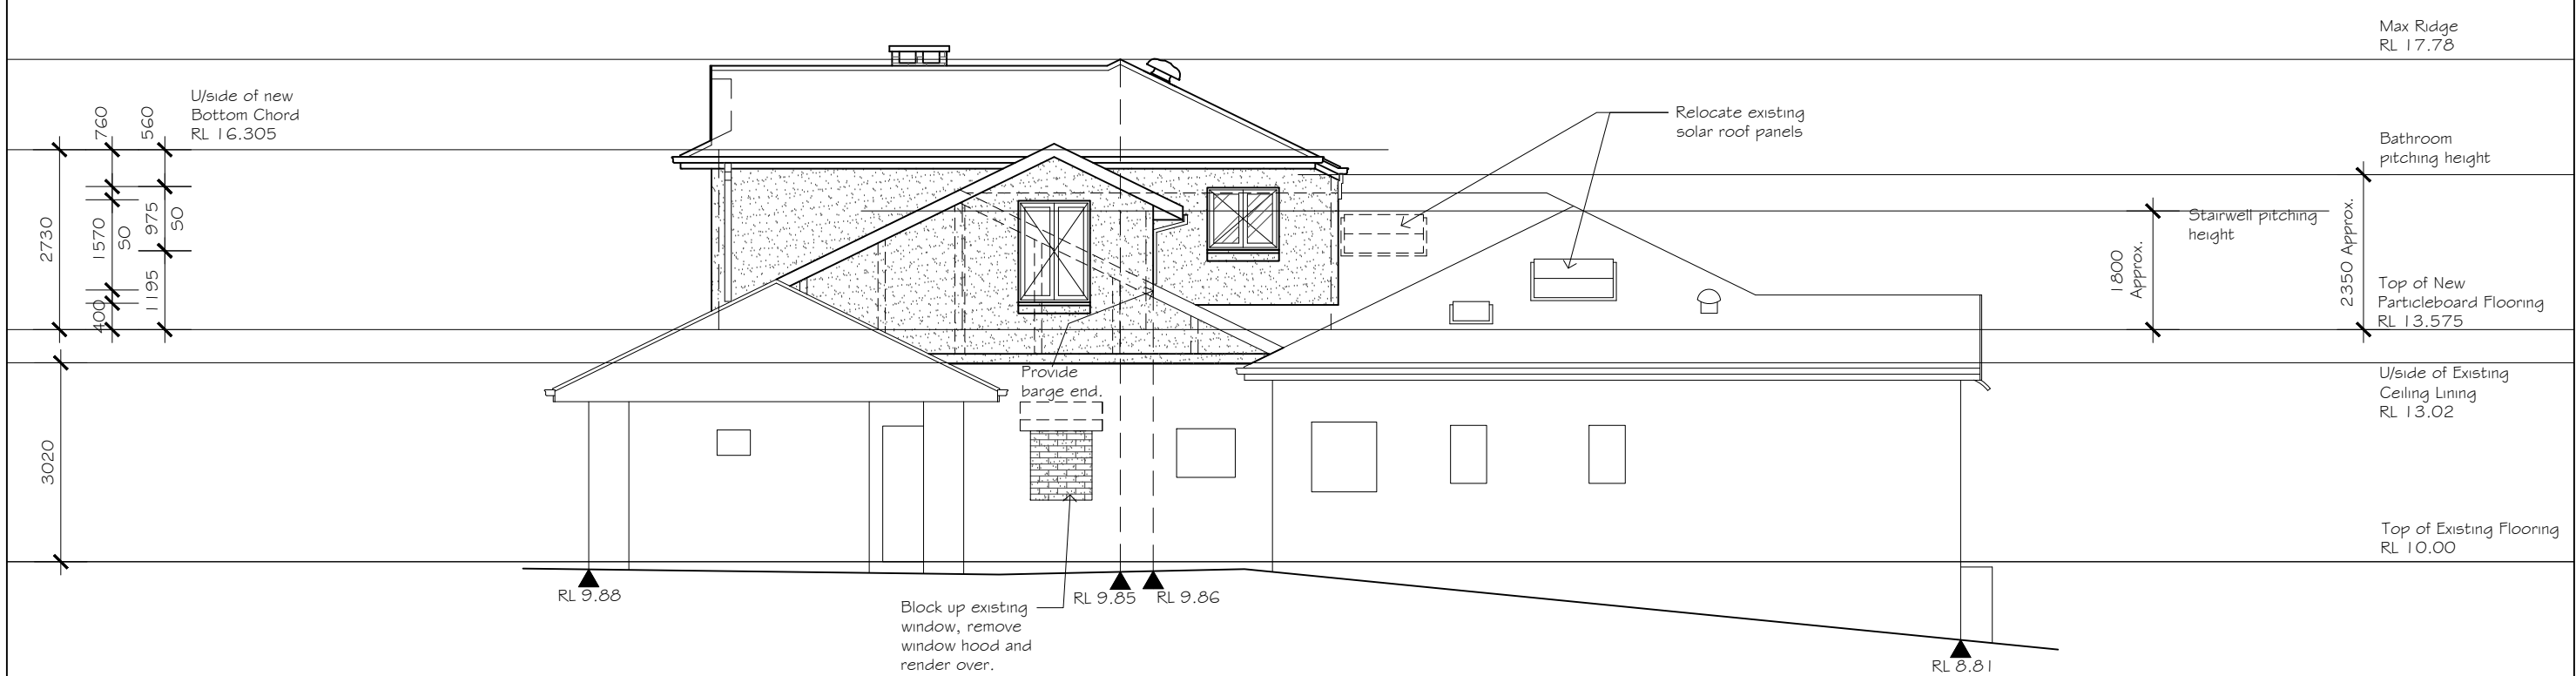 Max Ridge
RL 17.78
U/side of new
Bottom Chord
RL 16.305
760
560
2730
1570
SO
975
SO
400
1195
3020
Relocate existing
solar roof panels
Bathroom
pitching height
Stairwell pitching
height
1800
Approx.
2350 Approx.
Top of New
Particleboard Flooring
RL 13.575
U/side of Existing
Ceiling Lining
RL 13.02
Provide
barge end.
Top of Existing Flooring
RL 10.00
RL 9.88
RL 9.85
RL 9.86
Block up existing
window, remove
window hood and
render over.
RL 8.81